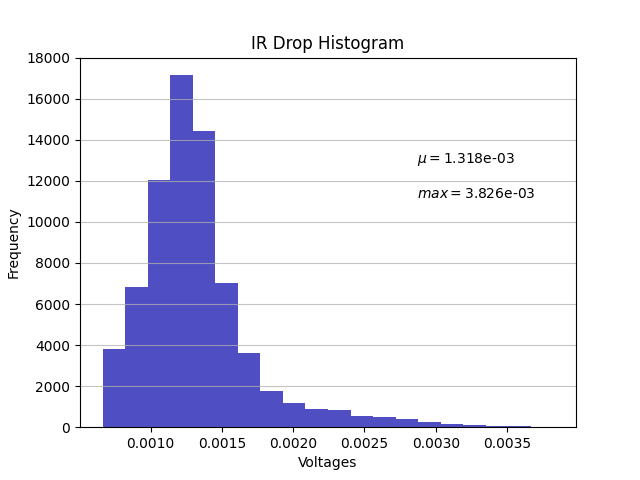 IR Drop Histogram
18000
16000
14000
12000
10000
8000
6000
4000
2000
0
Frequency
μ = 1.318e-03
max = 3.826e-03
0.0010 0.0015 0.0020 0.0025 0.0030 0.0035
Voltages